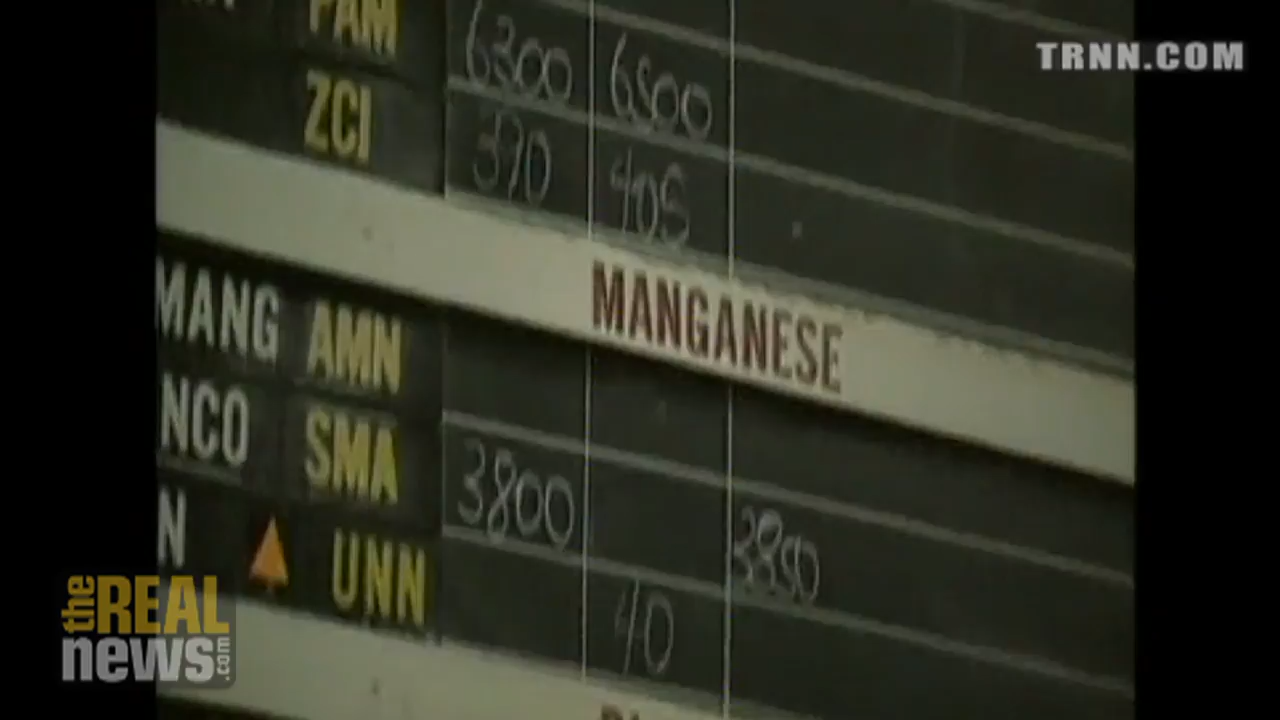 TRNN.COM
PAM 6300 6500
ZCI 370 405
MANGANESE
MANG AMN
NCO SMA 3800
N UNN 40
the REAL
news.com